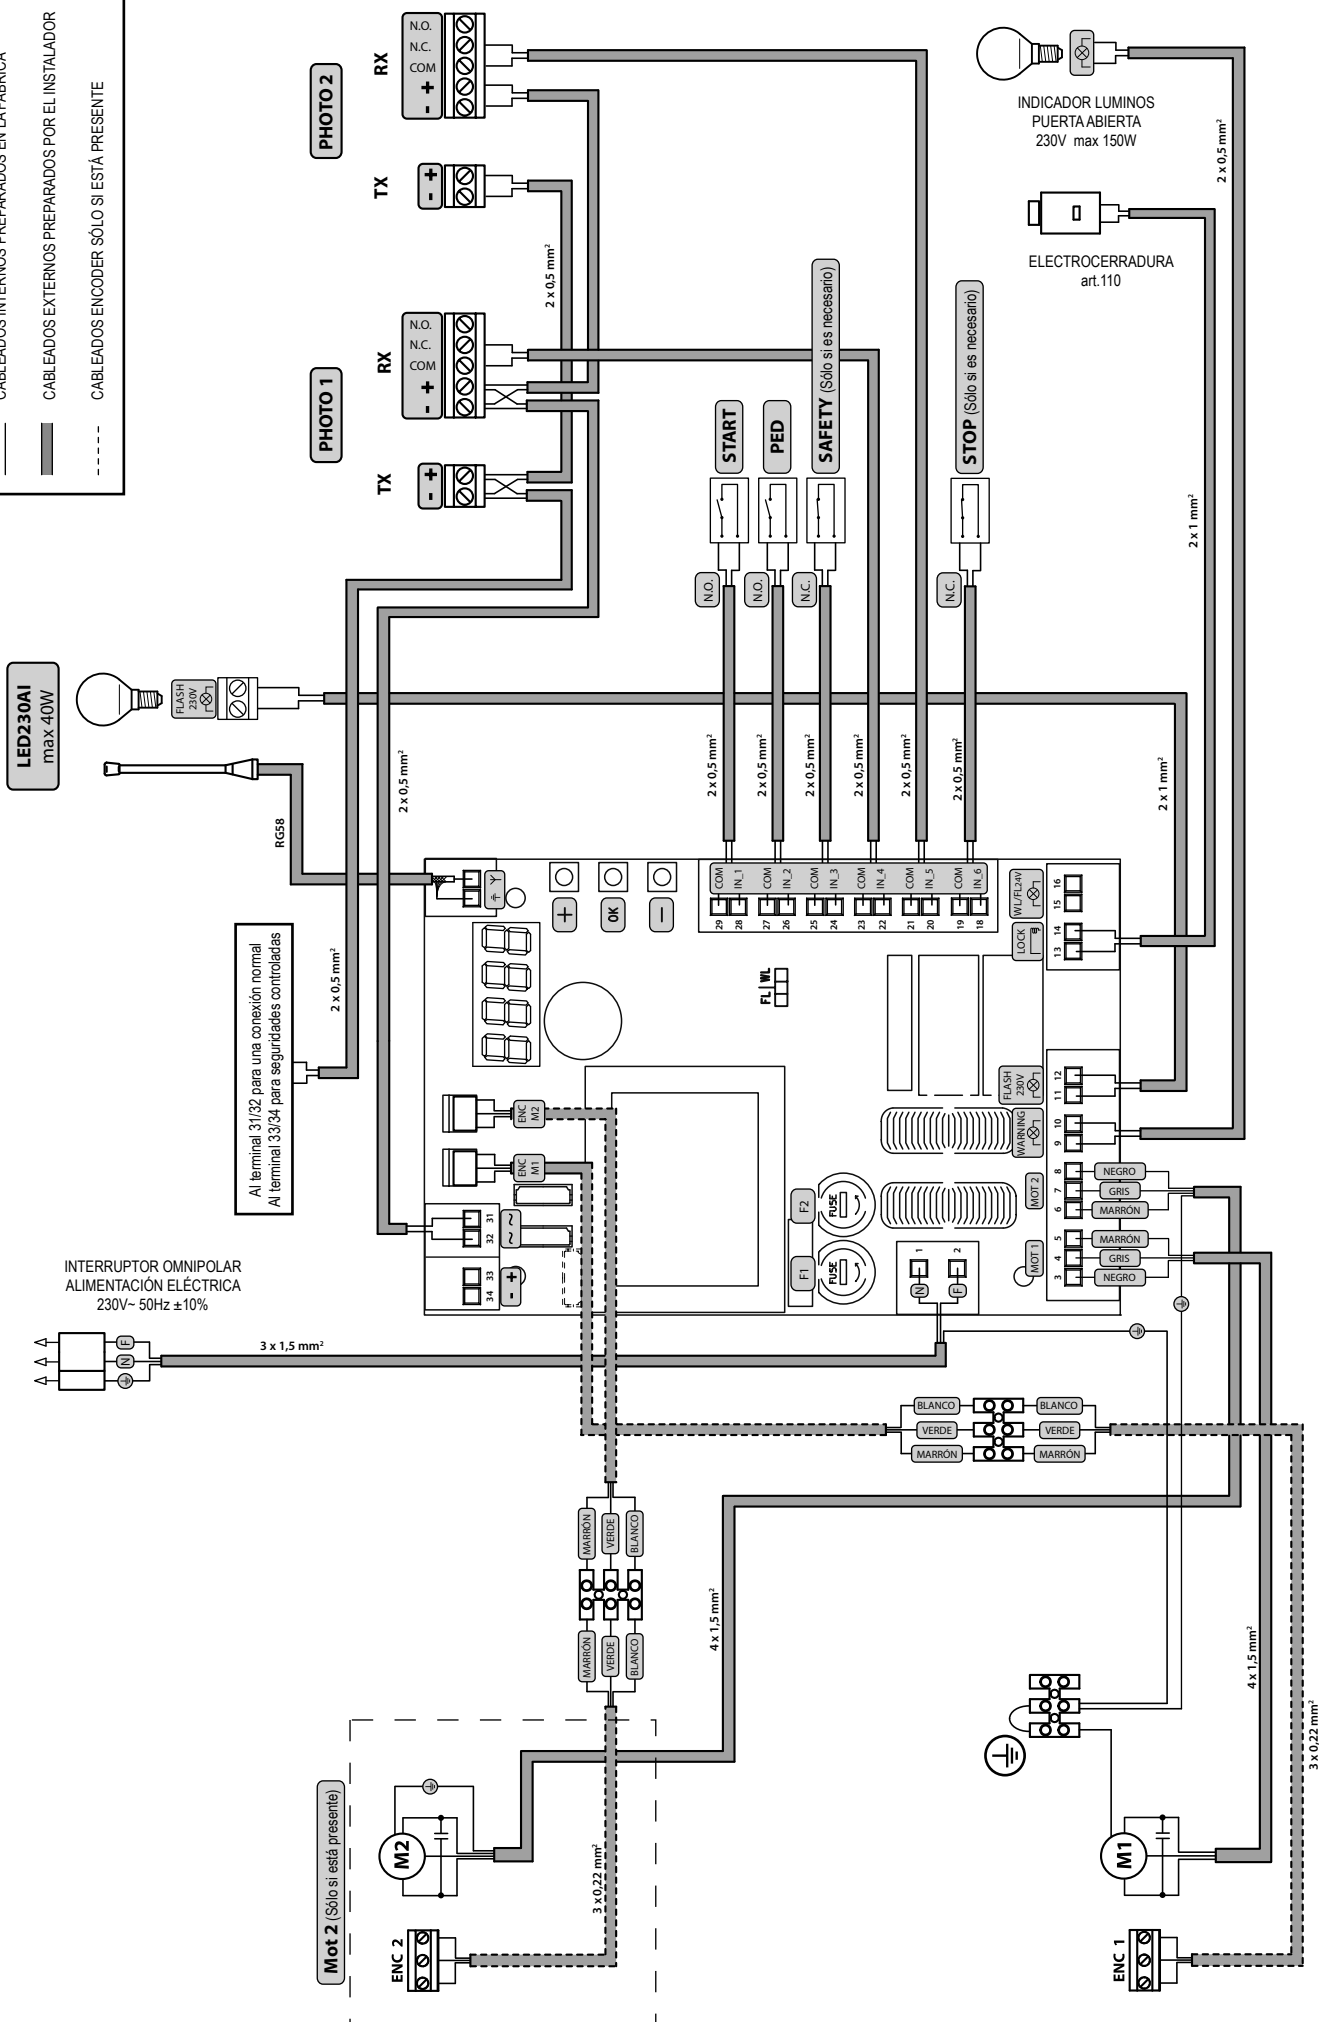 CABLEADOS INTERNOS PREPARADOS EN LA FÁBRICA
CABLEADOS EXTERNOS PREPARADOS POR EL INSTALADOR
CABLEADOS ENCODER SÓLO SI ESTÁ PRESENTE
PHOTO 2
RX
N.O.
N.C.
COM
+
-
TX
- +
2 x 0,5 mm²
PHOTO 1
RX
N.O.
N.C.
COM
+
-
TX
- +
INDICADOR LUMINOS
PUERTA ABIERTA
230V max 150W
2 x 0,5 mm²
ELECTROCERRADURA
art.110
2 x 1 mm²
START
PED
SAFETY (Sólo si es necesario)
STOP (Sólo si es necesario)
N.O.
N.O.
N.C.
N.C.
LED230AI
max 40W
FLASH
230V
RG58
2 x 0,5 mm²
2 x 0,5 mm²
2 x 0,5 mm²
2 x 0,5 mm²
2 x 0,5 mm²
2 x 0,5 mm²
2 x 0,5 mm²
2 x 1 mm²
Al terminal 31/32 para una conexión normal
Al terminal 33/34 para seguridades controladas
2 x 0,5 mm²
+
OK
-
COM
IN_1
COM
IN_2
COM
IN_3
COM
IN_4
COM
IN_5
COM
IN_6
29
28
27
26
25
24
23
22
21
20
19
18
FL WL
WL/FL24V
LOCK
16
15
14
13
FLASH
230V
WARNING
MOT 2
MOT 1
12
11
10
9
8
7
6
5
4
3
NEGRO
GRIS
MARRÓN
MARRÓN
GRIS
NEGRO
ENC
M2
ENC
M1
31
32
33
34
~ ~
- +
F2
FUSE
F1
FUSE
1
2
N
F
INTERRUPTOR OMNIPOLAR
ALIMENTACIÓN ELÉCTRICA
230V~ 50Hz ±10%
F
N
3 x 1,5 mm²
BLANCO
VERDE
MARRÓN
BLANCO
VERDE
MARRÓN
MARRÓN
VERDE
BLANCO
MARRÓN
VERDE
BLANCO
4 x 1,5 mm²
4 x 1,5 mm²
3 x 0,22 mm²
Mot 2 (Sólo si está presente)
M2
ENC 2
3 x 0,22 mm²
M1
ENC 1